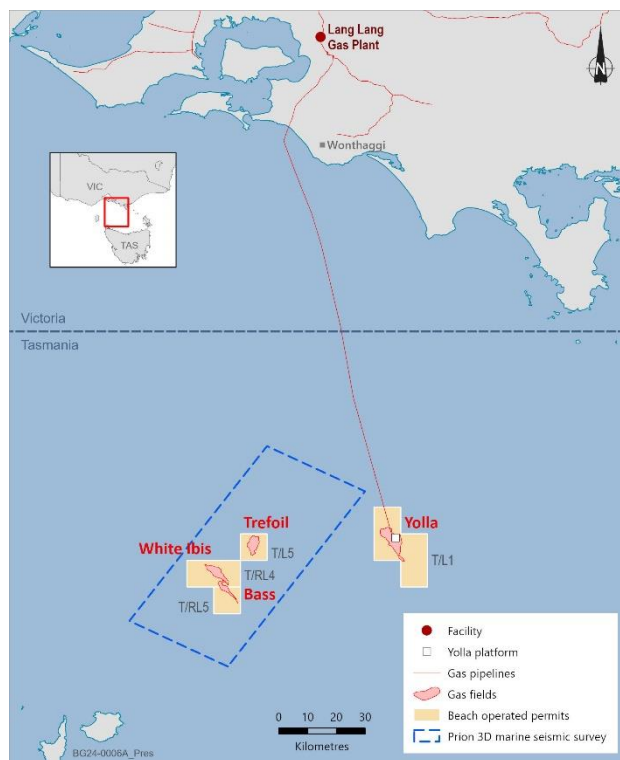 Lang Lang
Gas Plant
N
Wonthaggi
VIC
TAS
Victoria
Tasmania
Trefoil
Yolla
White Ibis
T/L5
T/L1
T/RL4
Bass
T/RL5
Facility
Yolla platform
Gas pipelines
Gas fields
Beach operated permits
Prion 3D marine seismic survey
0 10 20 30
Kilometres
BG24-0006A_Pres